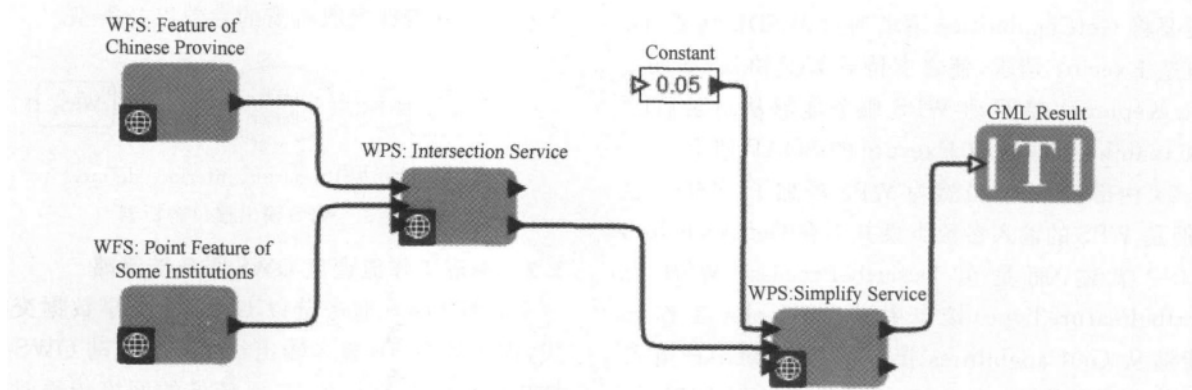 WFS: Feature of
Chinese Province
Constant
0.05
GML Result
T
WPS: Intersection Service
WFS: Point Feature of
Some Institutions
WPS:Simplify Service